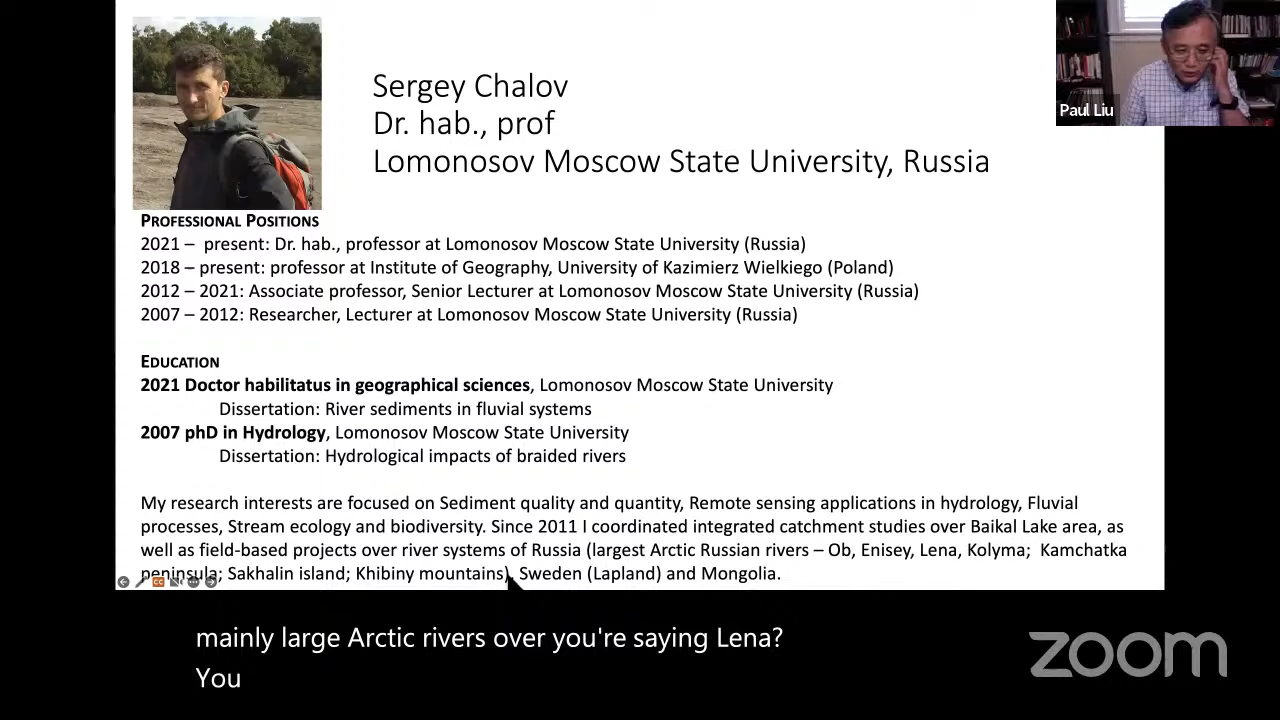 Sergey Chalov
Dr. hab., prof
Lomonosov Moscow State University, Russia
Paul Liu
PROFESSIONAL POSITIONS
2021 – present: Dr. hab., professor at Lomonosov Moscow State University (Russia)
2018 – present: professor at Institute of Geography, University of Kazimierz Wielkiego (Poland)
2012 – 2021: Associate professor, Senior Lecturer at Lomonosov Moscow State University (Russia)
2007 – 2012: Researcher, Lecturer at Lomonosov Moscow State University (Russia)
EDUCATION
2021 Doctor habilitatus in geographical sciences, Lomonosov Moscow State University
Dissertation: River sediments in fluvial systems
2007 phD in Hydrology, Lomonosov Moscow State University
Dissertation: Hydrological impacts of braided rivers
My research interests are focused on Sediment quality and quantity, Remote sensing applications in hydrology, Fluvial
processes, Stream ecology and biodiversity. Since 2011 I coordinated integrated catchment studies over Baikal Lake area, as
well as field-based projects over river systems of Russia (largest Arctic Russian rivers – Ob, Enisey, Lena, Kolyma; Kamchatka
peninsula; Sakhalin island; Khibiny mountains), Sweden (Lapland) and Mongolia.
mainly large Arctic rivers over you're saying Lena?
You
zoom